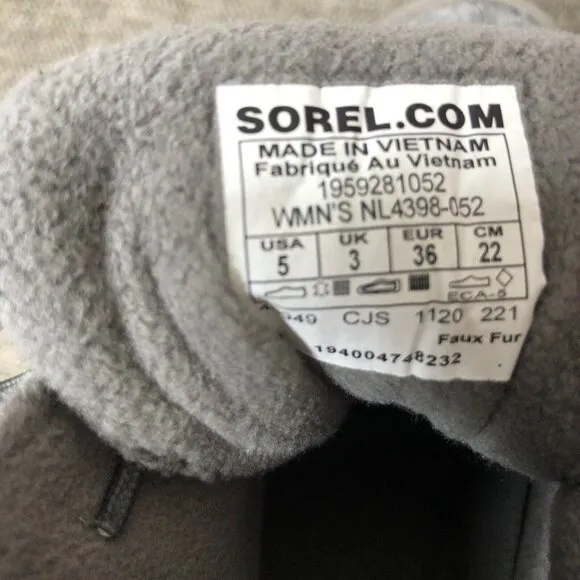 SOREL.COM
MADE IN VIETNAM
Fabriqué Au Vietnam
1959281052
WMN'S NL4398-052
USA UK EUR CM
5 3 36 22
ECA-5
CJS 1120 221
Faux Fur
194004748232